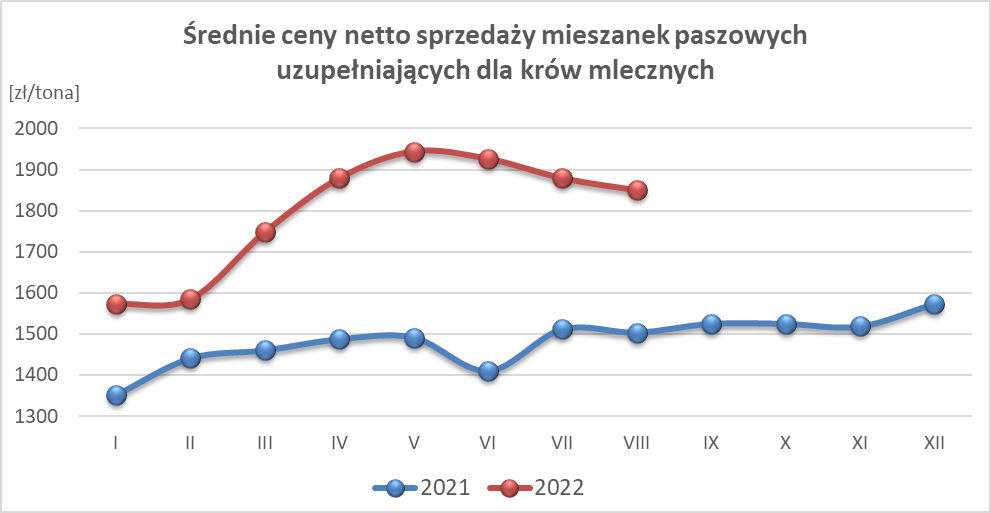 Średnie ceny netto sprzedaży mieszanek paszowych
uzupełniających dla krów mlecznych
[zł/tona]
2000
1900
1800
1700
1600
1500
1400
1300
I II III IV V VI VII VIII IX X XI XII
2021 2022